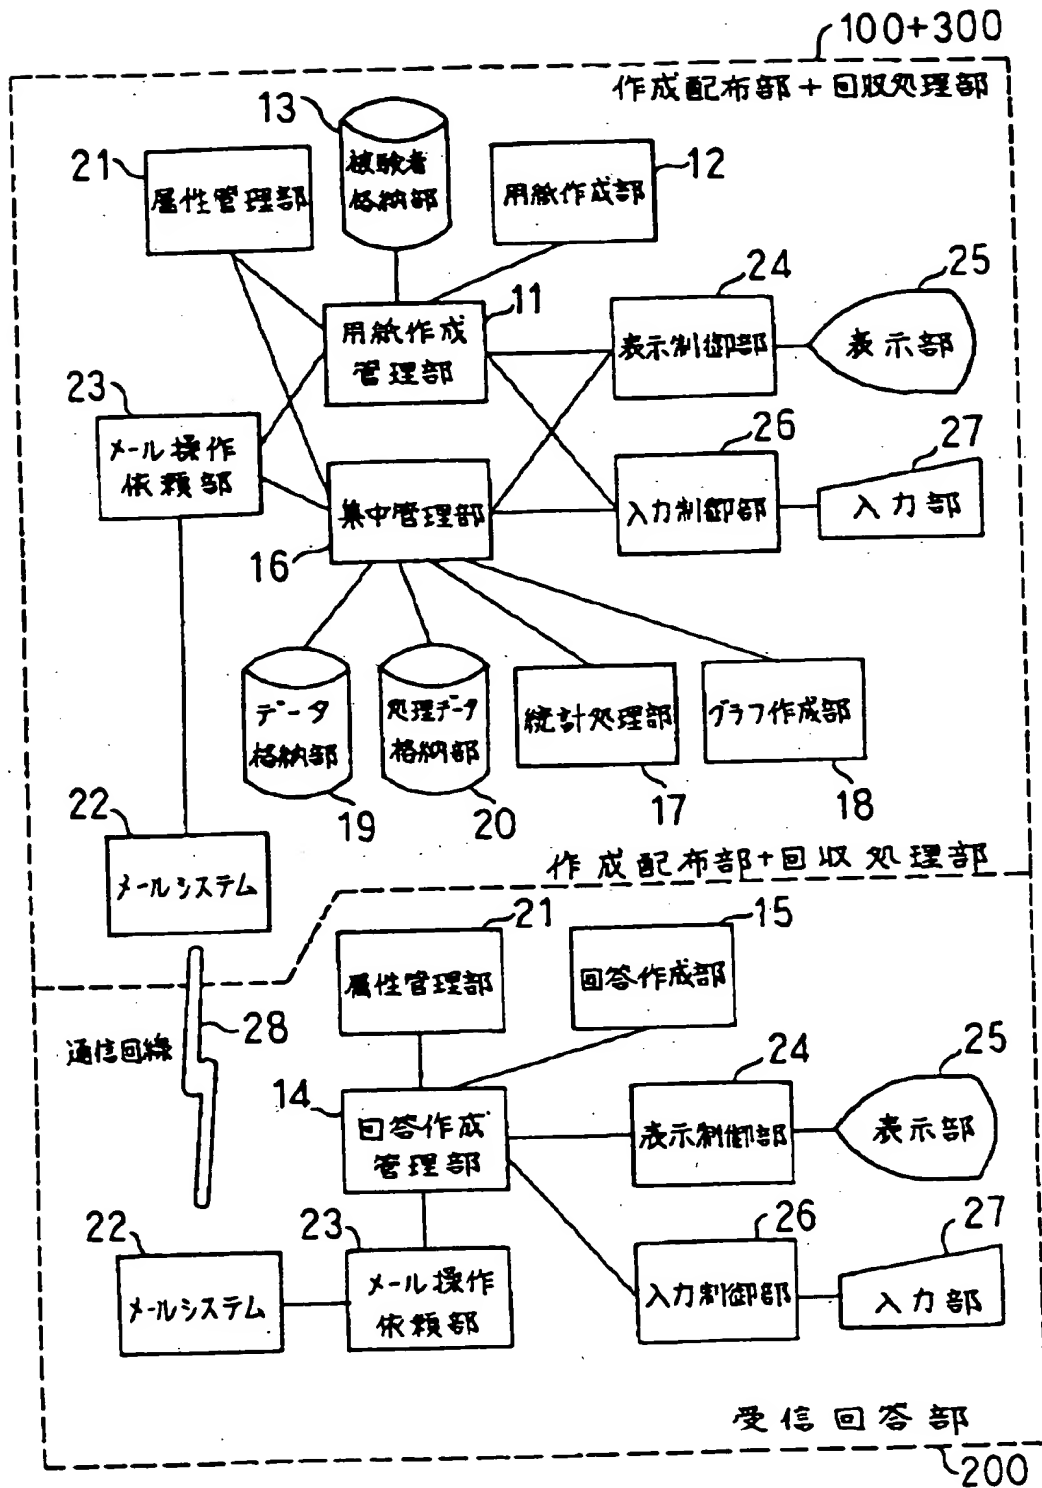 100+300
作成配布部+回収処理部
13
21
属性管理部
被験者
格納部
12
用紙作成部
11
用紙作成
管理部
24
表示制御部
25
表示部
23
メール操作
依頼部
26
入力制御部
27
入力部
集中管理部
16
データ
格納部
19
処理データ
格納部
20
統計処理部
17
グラフ作成部
18
22
メールシステム
作成配布部+回収処理部
21
属性管理部
15
回答作成部
通信回線
28
14
回答作成
管理部
24
表示制御部
25
表示部
22
メールシステム
23
メール操作
依頼部
26
入力制御部
27
入力部
受信回答部
200